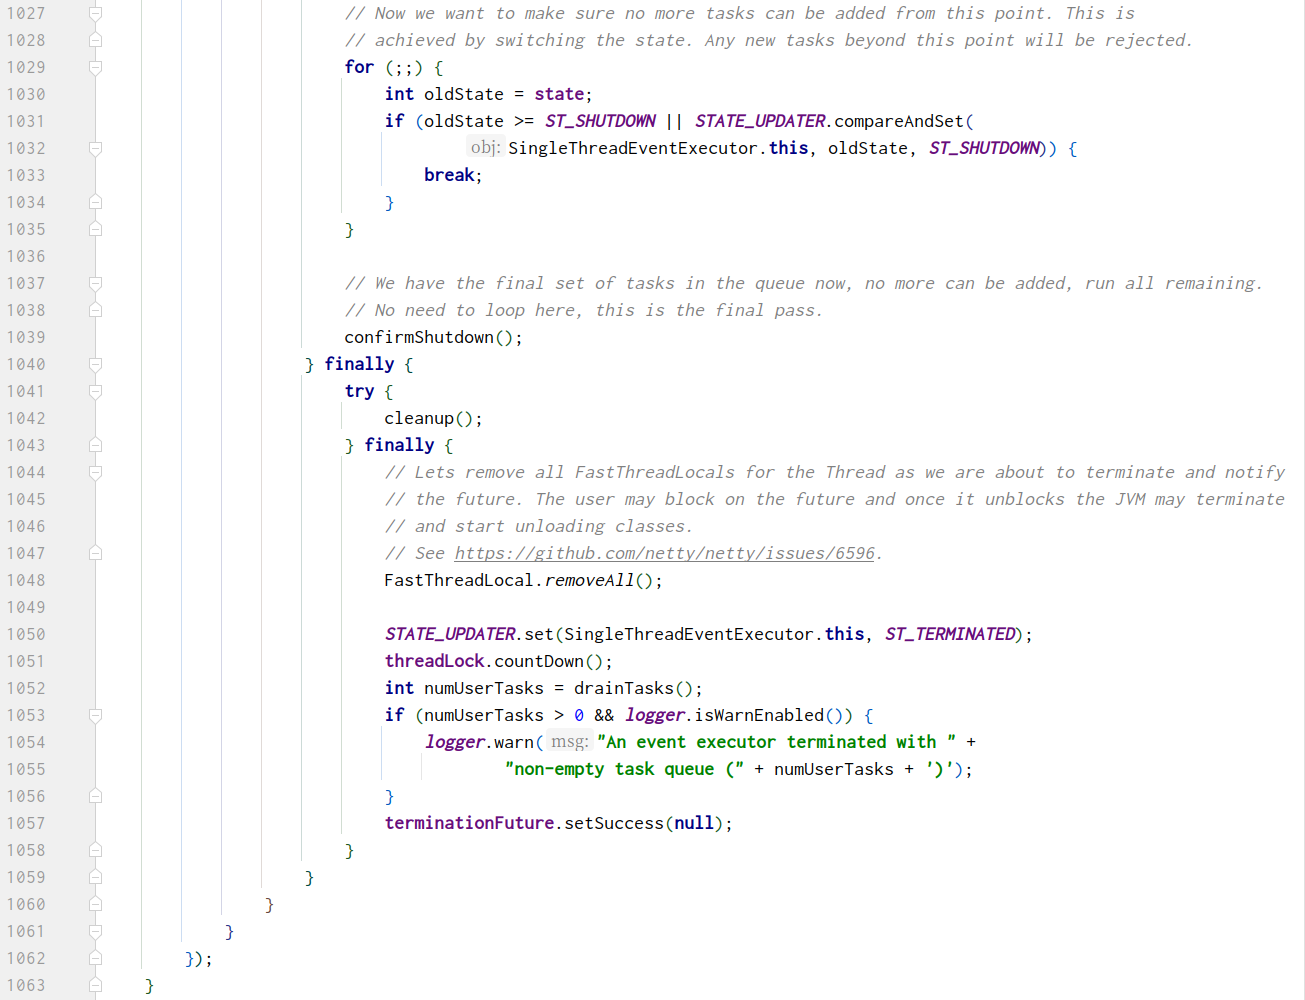 1027 // Now we want to make sure no more tasks can be added from this point. This is
1028 // achieved by switching the state. Any new tasks beyond this point will be rejected.
1029 for (;;) {
1030 int oldState = state;
1031 if (oldState >= ST_SHUTDOWN || STATE_UPDATER.compareAndSet(
1032 obj: SingleThreadEventExecutor.this, oldState, ST_SHUTDOWN)) {
1033 break;
1034 }
1035 }
1036
1037 // We have the final set of tasks in the queue now, no more can be added, run all remaining.
1038 // No need to loop here, this is the final pass.
1039 confirmShutdown();
1040 } finally {
1041 try {
1042 cleanup();
1043 } finally {
1044 // Lets remove all FastThreadLocals for the Thread as we are about to terminate and notify
1045 // the future. The user may block on the future and once it unblocks the JVM may terminate
1046 // and start unloading classes.
1047 // See https://github.com/netty/netty/issues/6596.
1048 FastThreadLocal.removeAll();
1049
1050 STATE_UPDATER.set(SingleThreadEventExecutor.this, ST_TERMINATED);
1051 threadLock.countDown();
1052 int numUserTasks = drainTasks();
1053 if (numUserTasks > 0 && logger.isWarnEnabled()) {
1054 logger.warn( msg: "An event executor terminated with " +
1055 "non-empty task queue (" + numUserTasks + ')');
1056 }
1057 terminationFuture.setSuccess(null);
1058 }
1059 }
1060 }
1061 }
1062 });
1063 }